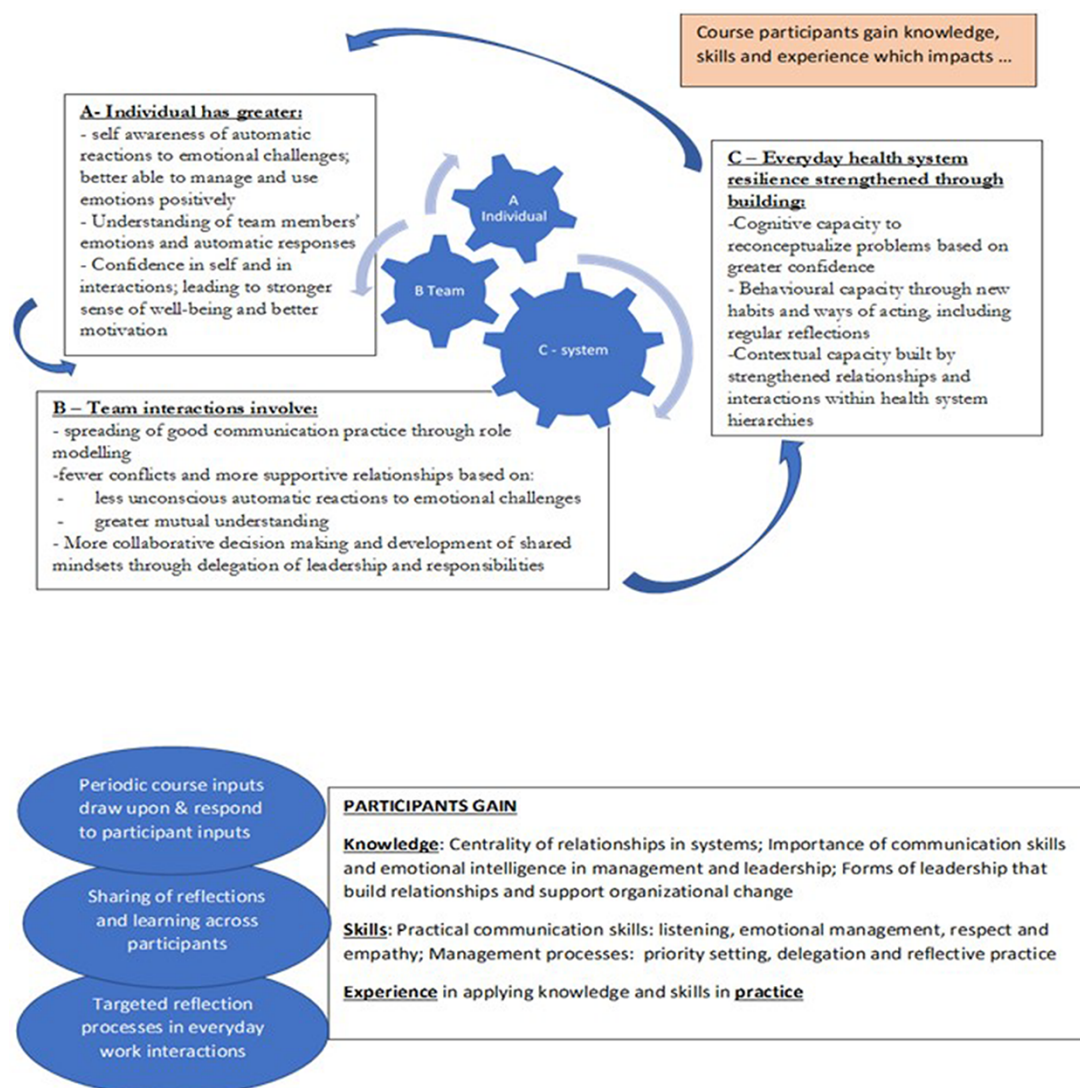 Course participants gain knowledge,
skills and experience which impacts ...
A- Individual has greater:
- self awareness of automatic
reactions to emotional challenges;
better able to manage and use
emotions positively
- Understanding of team members'
emotions and automatic responses
- Confidence in self and in
interactions; leading to stronger
sense of well-being and better
motivation
A
Individual
B Team
C - system
C – Everyday health system
resilience strengthened through
building:
-Cognitive capacity to
reconceptualize problems based on
greater confidence
- Behavioural capacity through new
habits and ways of acting, including
regular reflections
-Contextual capacity built by
strengthened relationships and
interactions within health system
hierarchies
B – Team interactions involve:
- spreading of good communication practice through role
modelling
-fewer conflicts and more supportive relationships based on:
- less unconscious automatic reactions to emotional challenges
- greater mutual understanding
- More collaborative decision making and development of shared
mindsets through delegation of leadership and responsibilities
Periodic course inputs
draw upon & respond
to participant inputs
Sharing of reflections
and learning across
participants
Targeted reflection
processes in everyday
work interactions
PARTICIPANTS GAIN
Knowledge: Centrality of relationships in systems; Importance of communication skills
and emotional intelligence in management and leadership; Forms of leadership that
build relationships and support organizational change
Skills: Practical communication skills: listening, emotional management, respect and
empathy; Management processes: priority setting, delegation and reflective practice
Experience in applying knowledge and skills in practice